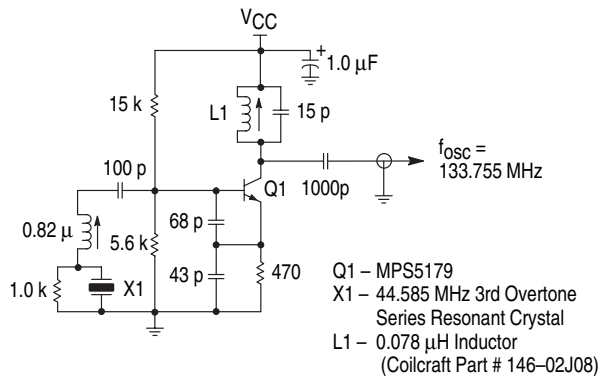 VCC
+
1.0 µF
15 k
L1
15 p
fosc =
133.755 MHz
100 p
Q1
1000p
0.82 µ
68 p
5.6 k
43 p
470
1.0 k
X1
Q1 – MPS5179
X1 – 44.585 MHz 3rd Overtone
Series Resonant Crystal
L1 – 0.078 µH Inductor
(Coilcraft Part # 146–02J08)